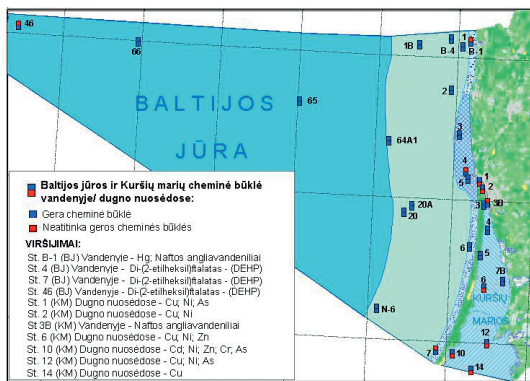 46
66
1B
B-4
1
B-1
2
65
BALTIJOS
JŪRA
3
64A1
4
5
1
2
20A
20
3
3B
4
6
5
7B
6
KURŠIŲ
MARIOS
N-6
12
7
10
14
Baltijos jūros ir Kuršių marių cheminė būklė
vandenyje/ dugno nuosėdose:
Gera cheminė būklė
Neatitinka geros cheminės būklės
VIRŠIJIMAI:
St. B-1 (BJ) Vandenyje - Hg; Naftos angliavandeniliai
St. 4 (BJ) Vandenyje - Di-(2-etilheksil)ftalatas - (DEHP)
St. 7 (BJ) Vandenyje - Di-(2-etilheksil)ftalatas - (DEHP)
St. 46 (BJ) Vandenyje - Di-(2-etilheksil)ftalatas - (DEHP)
St. 1 (KM) Dugno nuosėdose - Cu; Ni; As
St. 2 (KM) Dugno nuosėdose - Cu; Ni
St 3B (KM) Vandenyje - Naftos angliavandeniliai
St. 6 (KM) Dugno nuosėdose - Cu; Ni; Zn
St. 10 (KM) Dugno nuosėdose - Cd; Ni; Zn; Cr; As
St. 12 (KM) Dugno nuosėdose - Cu; Ni; As
St. 14 (KM) Dugno nuosėdose - Cu